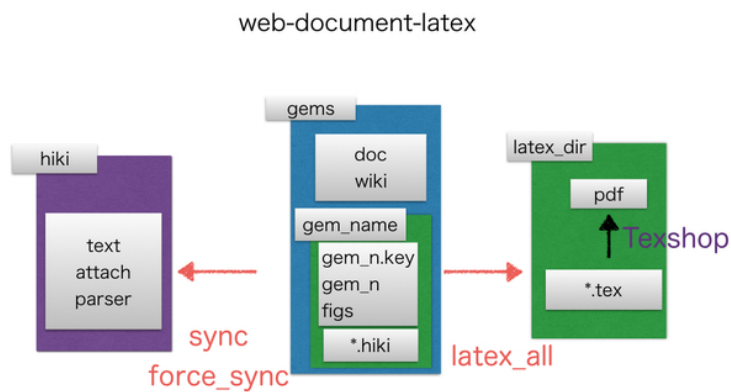 web-document-latex
hiki
text
attach
parser
sync
force_sync
gems
doc
wiki
gem_name
gem_n.key
gem_n
figs
*.hiki
latex_all
latex_dir
pdf
Texshop
*.tex